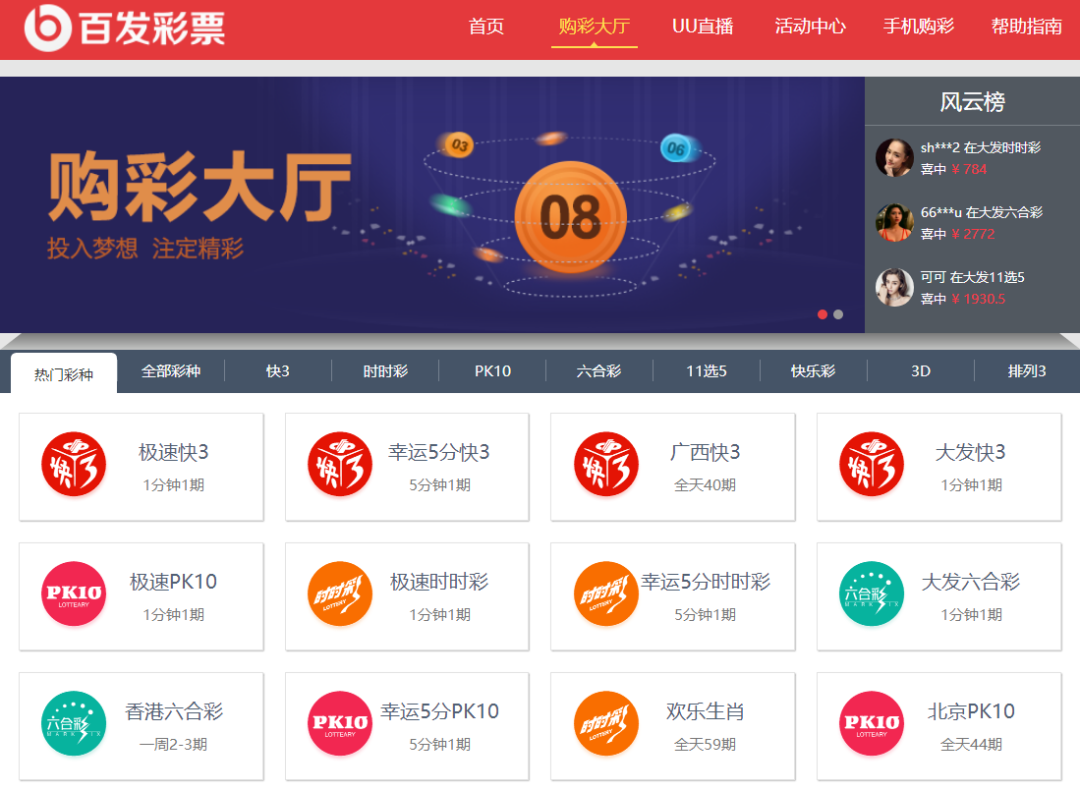 百发彩票
首页 购彩大厅 UU直播 活动中心 手机购彩 帮助指南
购彩大厅
投入梦想 注定精彩
03
06
08
风云榜
sh***2 在大发时时彩
喜中 ¥ 784
66***u 在大发六合彩
喜中 ¥ 2772
可可 在大发11选5
喜中 ¥ 1930.5
热门彩种 全部彩种 快3 时时彩 PK10 六合彩 11选5 快乐彩 3D 排列3
快3 极速快3
1分钟1期
快3 幸运5分快3
5分钟1期
快3 广西快3
全天40期
快3 大发快3
1分钟1期
PK10 LOTTEARY 极速PK10
1分钟1期
时时彩 LOTTERY 极速时时彩
1分钟1期
时时彩 LOTTERY 幸运5分时时彩
5分钟1期
六合彩 MARK SIX 大发六合彩
1分钟1期
六合彩 MARK SIX 香港六合彩
一周2-3期
PK10 LOTTEARY 幸运5分PK10
5分钟1期
时时彩 LOTTERY 欢乐生肖
全天59期
PK10 LOTTEARY 北京PK10
全天44期